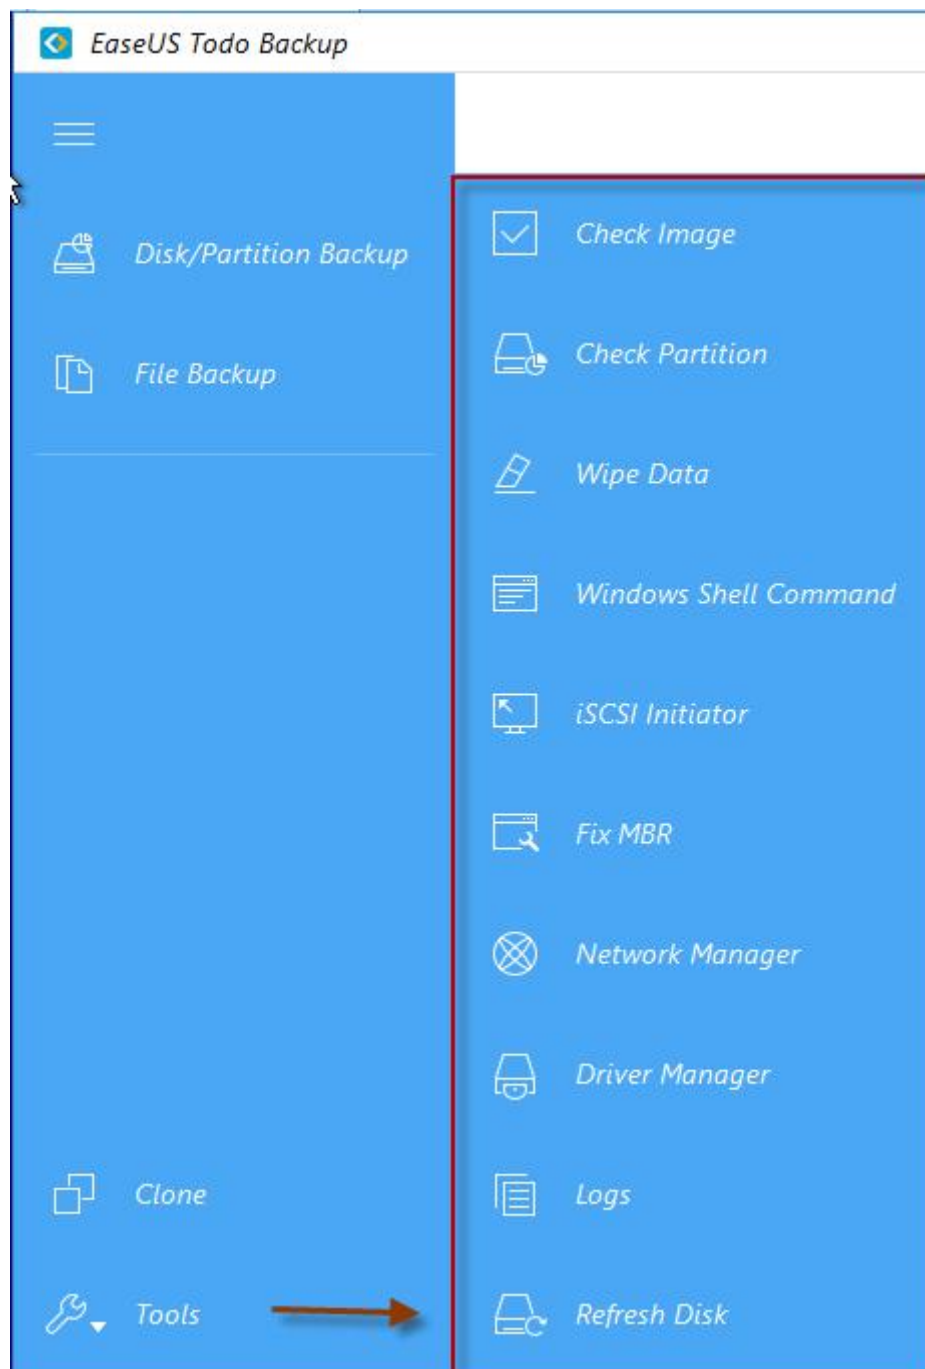 EaseUS Todo Backup
Disk/Partition Backup
File Backup
Clone
Tools
Check Image
Check Partition
Wipe Data
Windows Shell Command
iSCSI Initiator
Fix MBR
Network Manager
Driver Manager
Logs
Refresh Disk